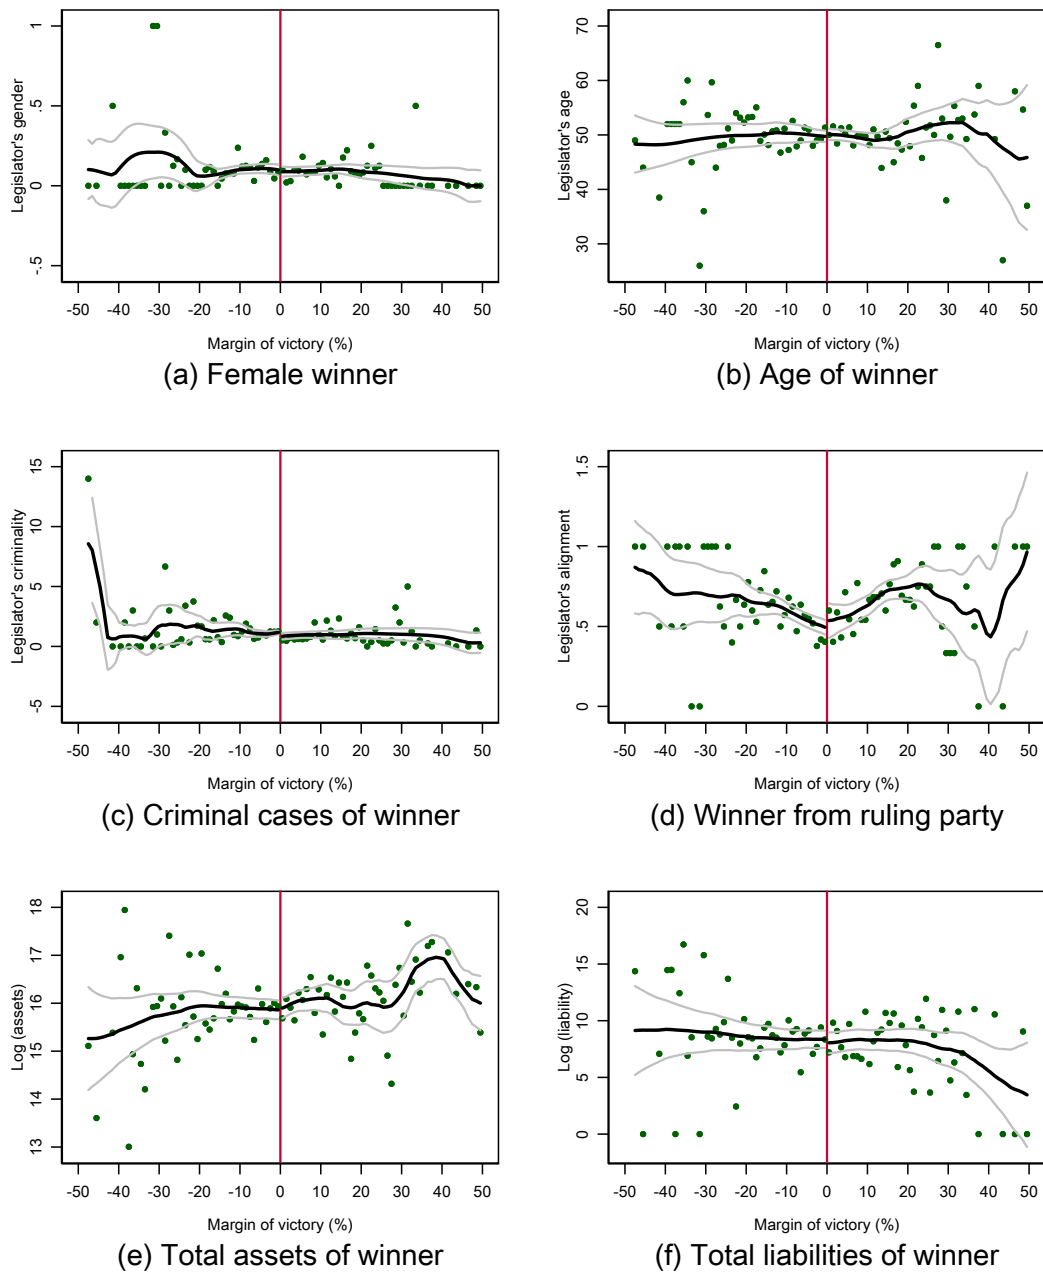 Legislator's gender
1
.5
0
-.5
-50 -40 -30 -20 -10 0 10 20 30 40 50
Margin of victory (%)
(a) Female winner
Legislator's age
70
60
50
40
30
-50 -40 -30 -20 -10 0 10 20 30 40 50
Margin of victory (%)
(b) Age of winner
Legislator's criminality
15
10
5
0
-5
-50 -40 -30 -20 -10 0 10 20 30 40 50
Margin of victory (%)
(c) Criminal cases of winner
Legislator's alignment
1.5
1
.5
0
-50 -40 -30 -20 -10 0 10 20 30 40 50
Margin of victory (%)
(d) Winner from ruling party
Log (assets)
18
17
16
15
14
13
-50 -40 -30 -20 -10 0 10 20 30 40 50
Margin of victory (%)
(e) Total assets of winner
Log (liability)
20
15
10
5
0
-50 -40 -30 -20 -10 0 10 20 30 40 50
Margin of victory (%)
(f) Total liabilities of winner